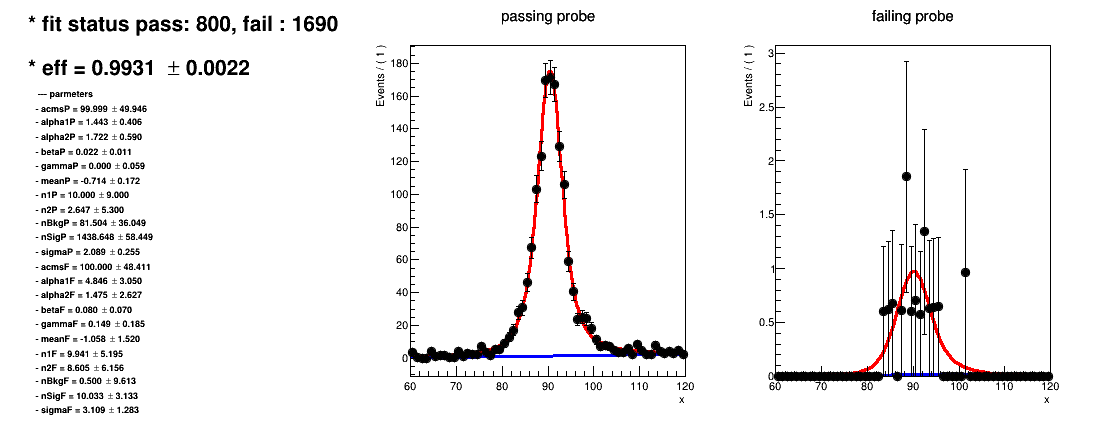 * fit status pass: 800, fail : 1690
* eff = 0.9931 ± 0.0022
--- parmeters
- acmsP = 99.999 ± 49.946
- alpha1P = 1.443 ± 0.406
- alpha2P = 1.722 ± 0.590
- betaP = 0.022 ± 0.011
- gammaP = 0.000 ± 0.059
- meanP = -0.714 ± 0.172
- n1P = 10.000 ± 9.000
- n2P = 2.647 ± 5.300
- nBkgP = 81.504 ± 36.049
- nSigP = 1438.648 ± 58.449
- sigmaP = 2.089 ± 0.255
- acmsF = 100.000 ± 48.411
- alpha1F = 4.846 ± 3.050
- alpha2F = 1.475 ± 2.627
- betaF = 0.080 ± 0.070
- gammaF = 0.149 ± 0.185
- meanF = -1.058 ± 1.520
- n1F = 9.941 ± 5.195
- n2F = 8.605 ± 6.156
- nBkgF = 0.500 ± 9.613
- nSigF = 10.033 ± 3.133
- sigmaF = 3.109 ± 1.283
passing probe
Events / ( 1 )
180
160
140
120
100
80
60
40
20
0
60 70 80 90 100 110 120
x
failing probe
Events / ( 1 )
3
2.5
2
1.5
1
0.5
0
60 70 80 90 100 110 120
x